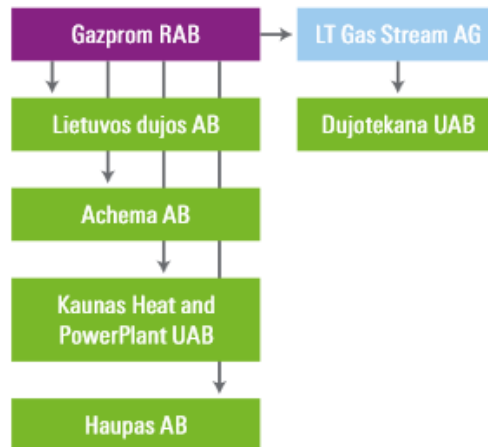 Gazprom RAB
LT Gas Stream AG
Lietuvos dujos AB
Dujotekana UAB
Achema AB
Kaunas Heat and
PowerPlant UAB
Haupas AB